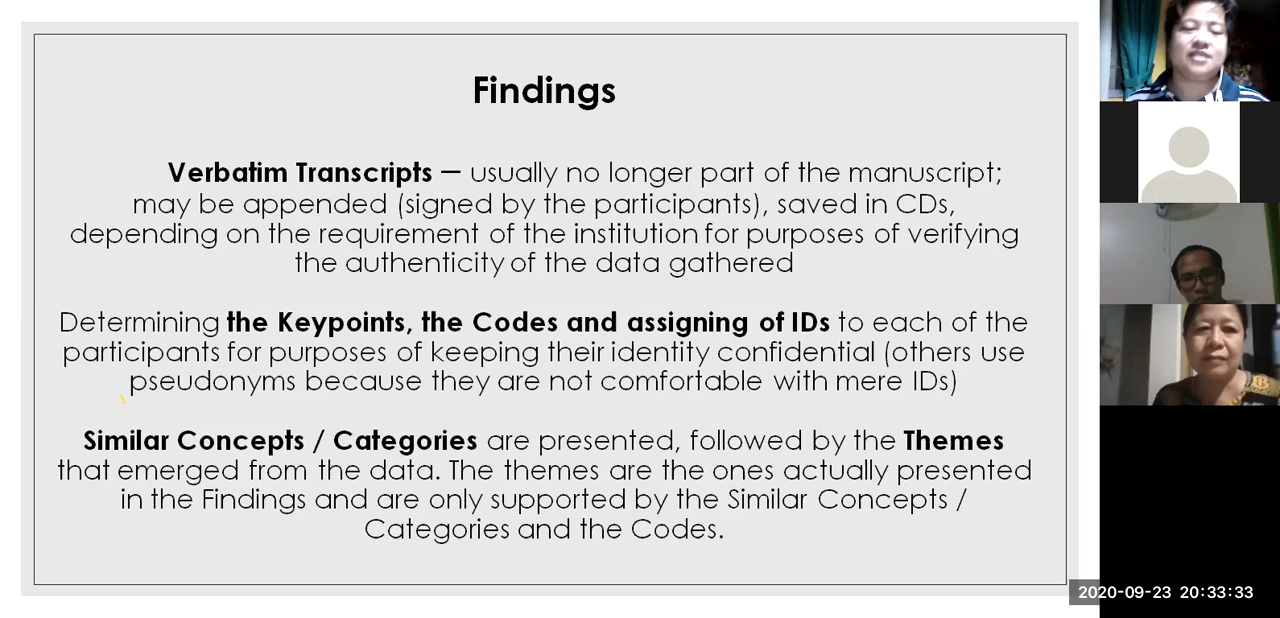 Findings
Verbatim Transcripts – usually no longer part of the manuscript;
may be appended (signed by the participants), saved in CDs,
depending on the requirement of the institution for purposes of verifying
the authenticity of the data gathered
Determining the Keypoints, the Codes and assigning of IDs to each of the
participants for purposes of keeping their identity confidential (others use
pseudonyms because they are not comfortable with mere IDs)
Similar Concepts / Categories are presented, followed by the Themes
that emerged from the data. The themes are the ones actually presented
in the Findings and are only supported by the Similar Concepts /
Categories and the Codes.
2020-09-23 20:33:33